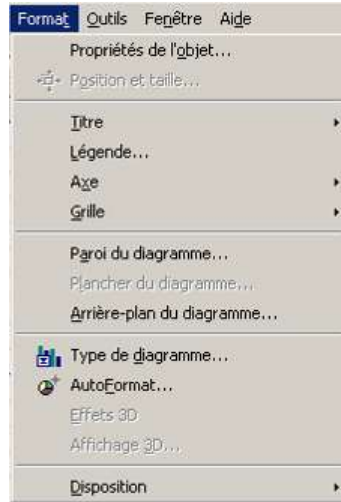 Format Outils Fenêtre Aide
Propriétés de l'objet...
Position et taille...
Titre
Légende...
Axe
Grille
Paroi du diagramme...
Plancher du diagramme...
Arrière-plan du diagramme...
Type de diagramme...
AutoFormat...
Effets 3D
Affichage 3D...
Disposition